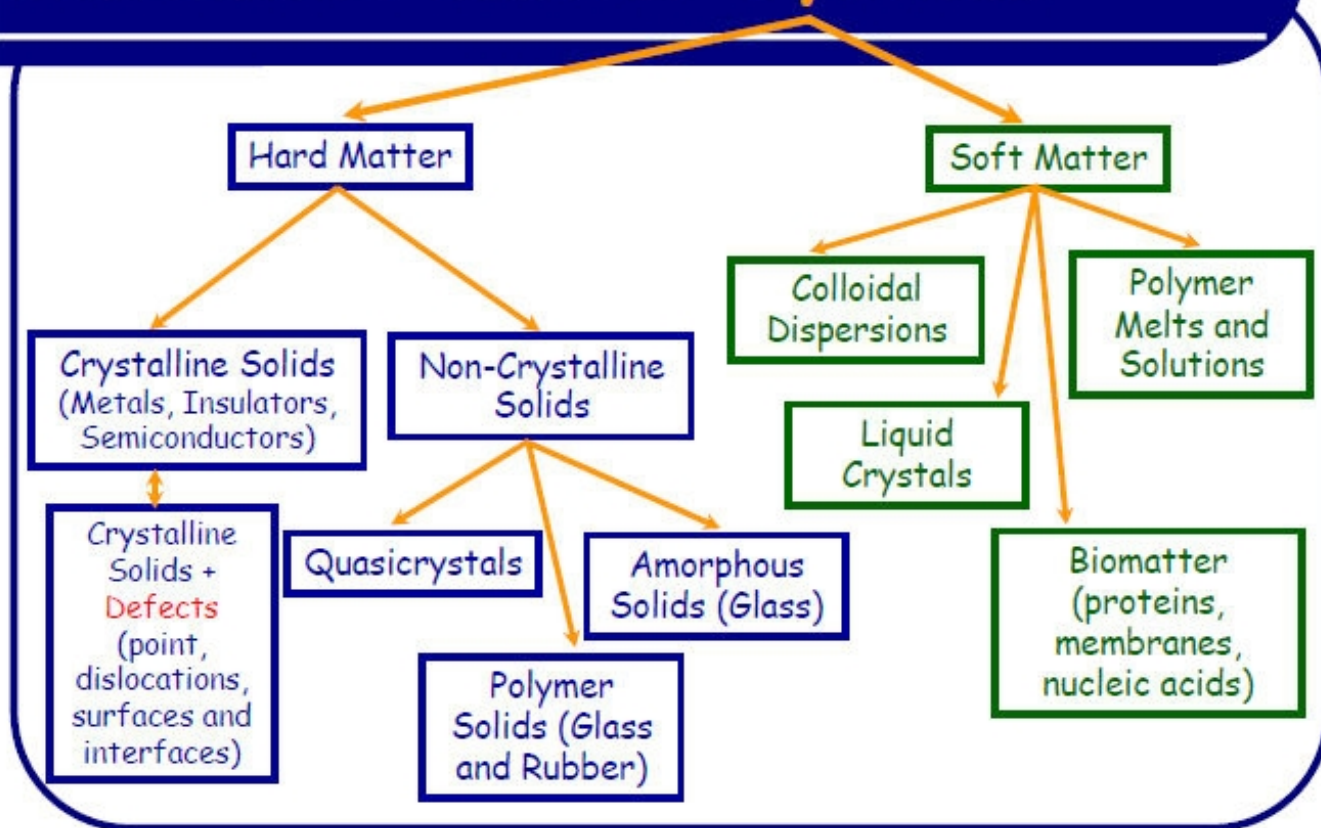 Hard Matter
Soft Matter
Colloidal
Dispersions
Polymer
Melts and
Solutions
Crystalline Solids
(Metals, Insulators,
Semiconductors)
Non-Crystalline
Solids
Liquid
Crystals
Crystalline
Solids +
Defects
(point,
dislocations,
surfaces and
interfaces)
Quasicrystals
Amorphous
Solids (Glass)
Biomatter
(proteins,
membranes,
nucleic acids)
Polymer
Solids (Glass
and Rubber)